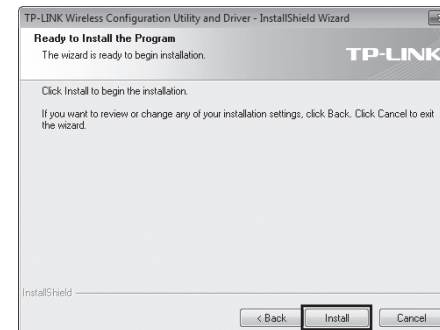 TP-LINK Wireless Configuration Utility and Driver - InstallShield Wizard
Ready to Install the Program
The wizard is ready to begin installation.
TP-LINK
Click Install to begin the installation.
If you want to review or change any of your installation settings, click Back. Click Cancel to exit
the wizard.
InstallShield
< Back
Install
Cancel